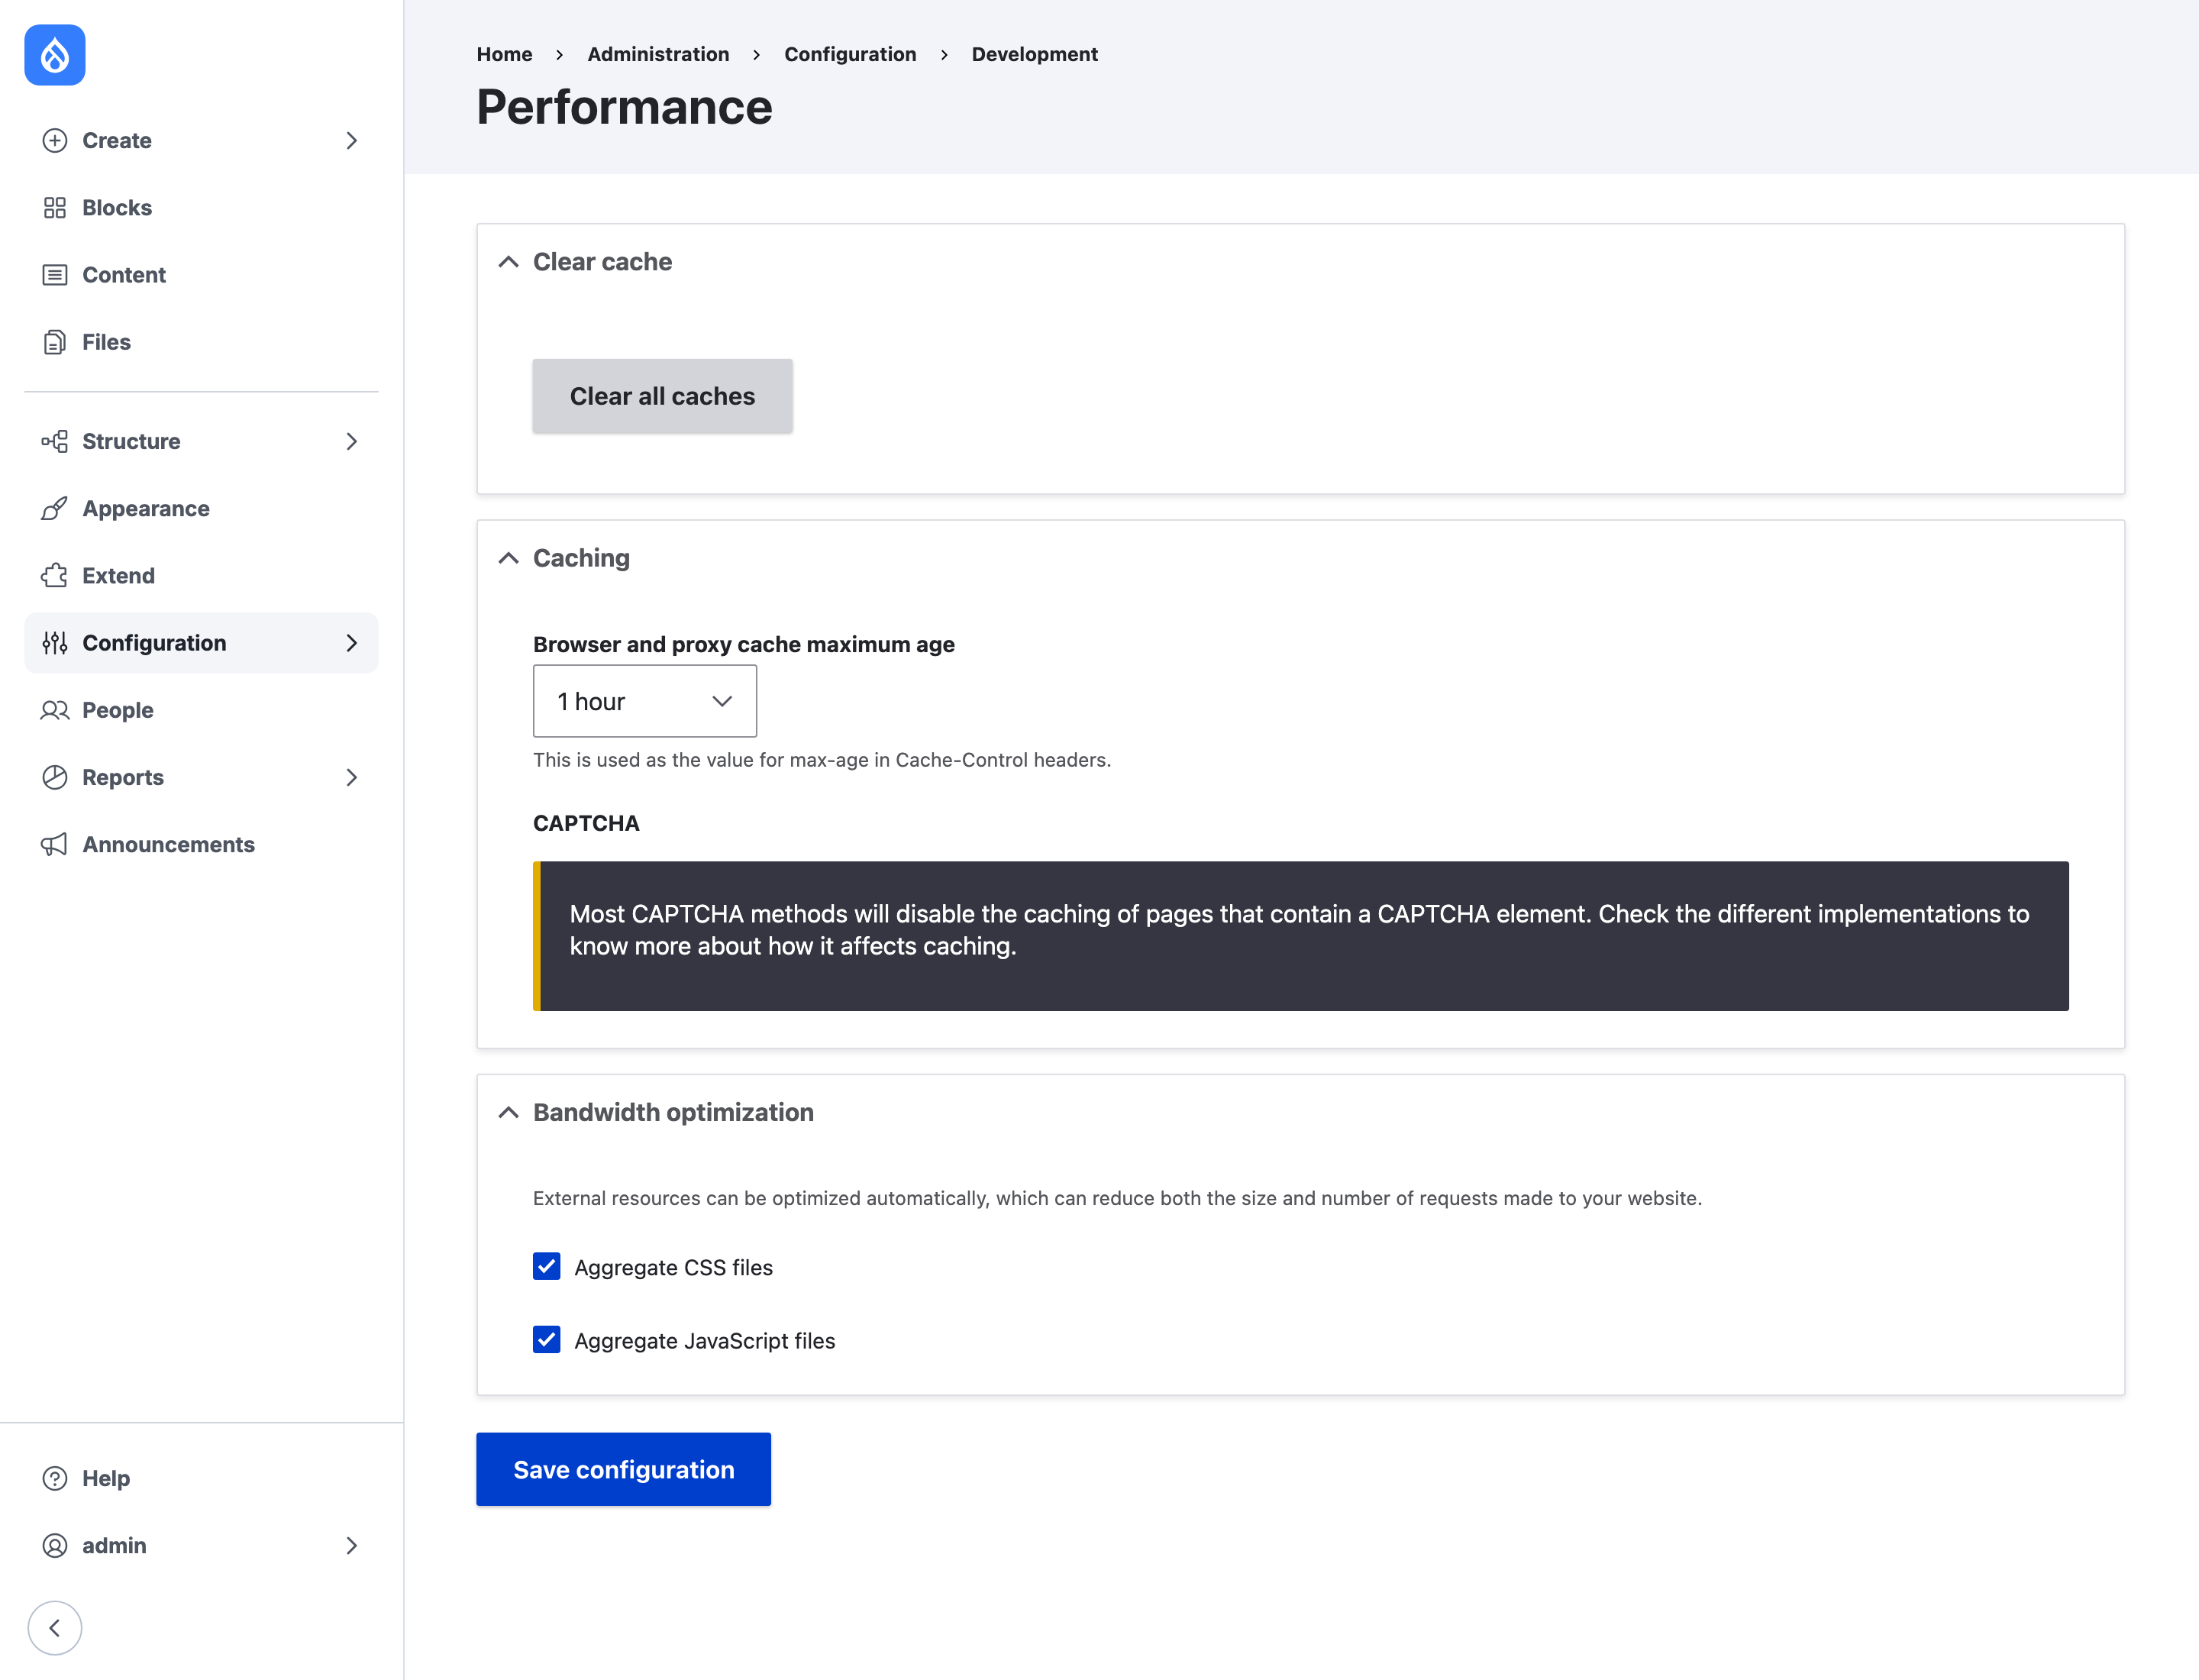 Create
Blocks
Content
Files
Structure
Appearance
Extend
Configuration
People
Reports
Announcements
Help
admin
Home > Administration > Configuration > Development
Performance
Clear cache
Clear all caches
Caching
Browser and proxy cache maximum age
1 hour
This is used as the value for max-age in Cache-Control headers.
CAPTCHA
Most CAPTCHA methods will disable the caching of pages that contain a CAPTCHA element. Check the different implementations to
know more about how it affects caching.
Bandwidth optimization
External resources can be optimized automatically, which can reduce both the size and number of requests made to your website.
Aggregate CSS files
Aggregate JavaScript files
Save configuration